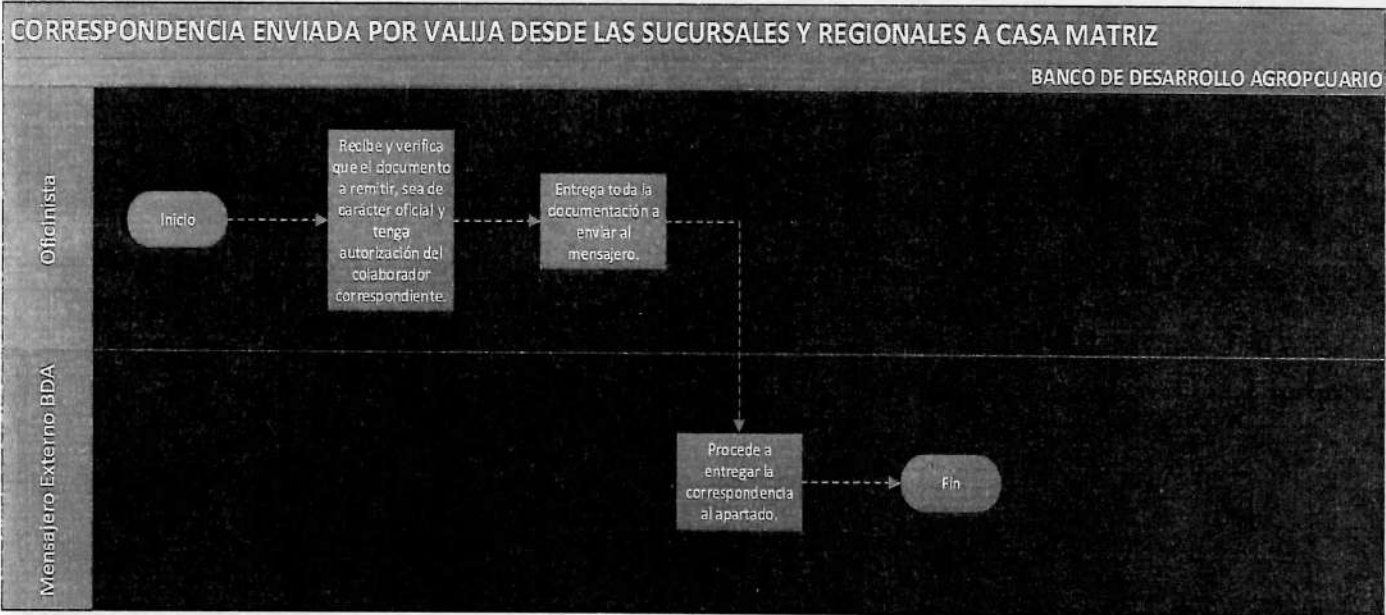 CORRESPONDENCIA ENVIADA POR VALIJA DESDE LAS SUCURSALES Y REGIONALES A CASA MATRIZ
BANCO DE DESARROLLO AGROPCUARIO
Oficinista
Inicio
Recibe y verifica
que el documento
a remitir, sea de
carácter oficial y
tenga
autorización del
colaborador
correspondiente.
Entrega toda la
documentación a
enviar al
mensajero.
Mensajero Externo BDA
Procede a
entregar la
correspondencia
al apartado.
Fin